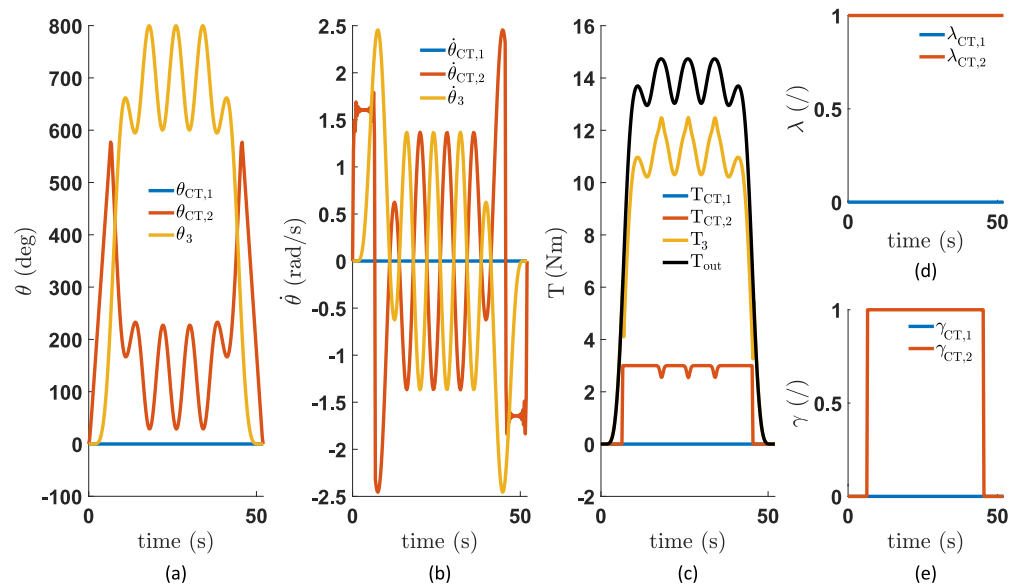 800
700
600
500
400
300
200
100
0
-100
θ (deg)
θCT,1
θCT,2
θ3
0
50
time (s)
(a)
2.5
2
1.5
1
0.5
0
-0.5
-1
-1.5
-2
-2.5
θ̇ (rad/s)
θ̇CT,1
θ̇CT,2
θ̇3
0
50
time (s)
(b)
16
14
12
10
8
6
4
2
0
-2
T (Nm)
TCT,1
TCT,2
T3
Tout
0
50
time (s)
(c)
1
0.5
0
λ (/)
λCT,1
λCT,2
0
50
time (s)
(d)
1
0.5
0
γ (/)
γCT,1
γCT,2
0
50
time (s)
(e)